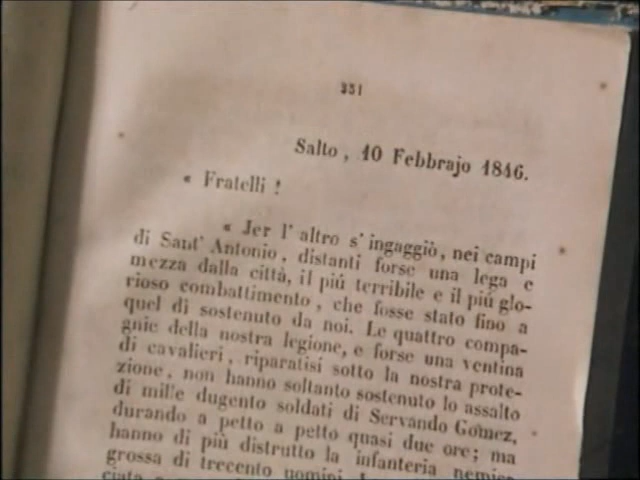 351
Salto, 10 Febbrajo 1846.
« Fratelli !
« Jer l' altro s' ingaggiò, nei campi
di Sant' Antonio, distanti forse una lega e
mezza dalla città, il più terribile e il più glo-
rioso combattimento, che fosse stato fino a
quel dì sostenuto da noi. Le quattro compa-
gnie della nostra legione, e forse una ventina
di cavalieri, riparatisi sotto la nostra prote-
zione, non hanno soltanto sostenuto lo assalto
di mille dugento soldati di Servando Gomez,
durando a petto a petto quasi due ore; ma
hanno di più distrutto la infanteria nemica
grossa di trecento uomini